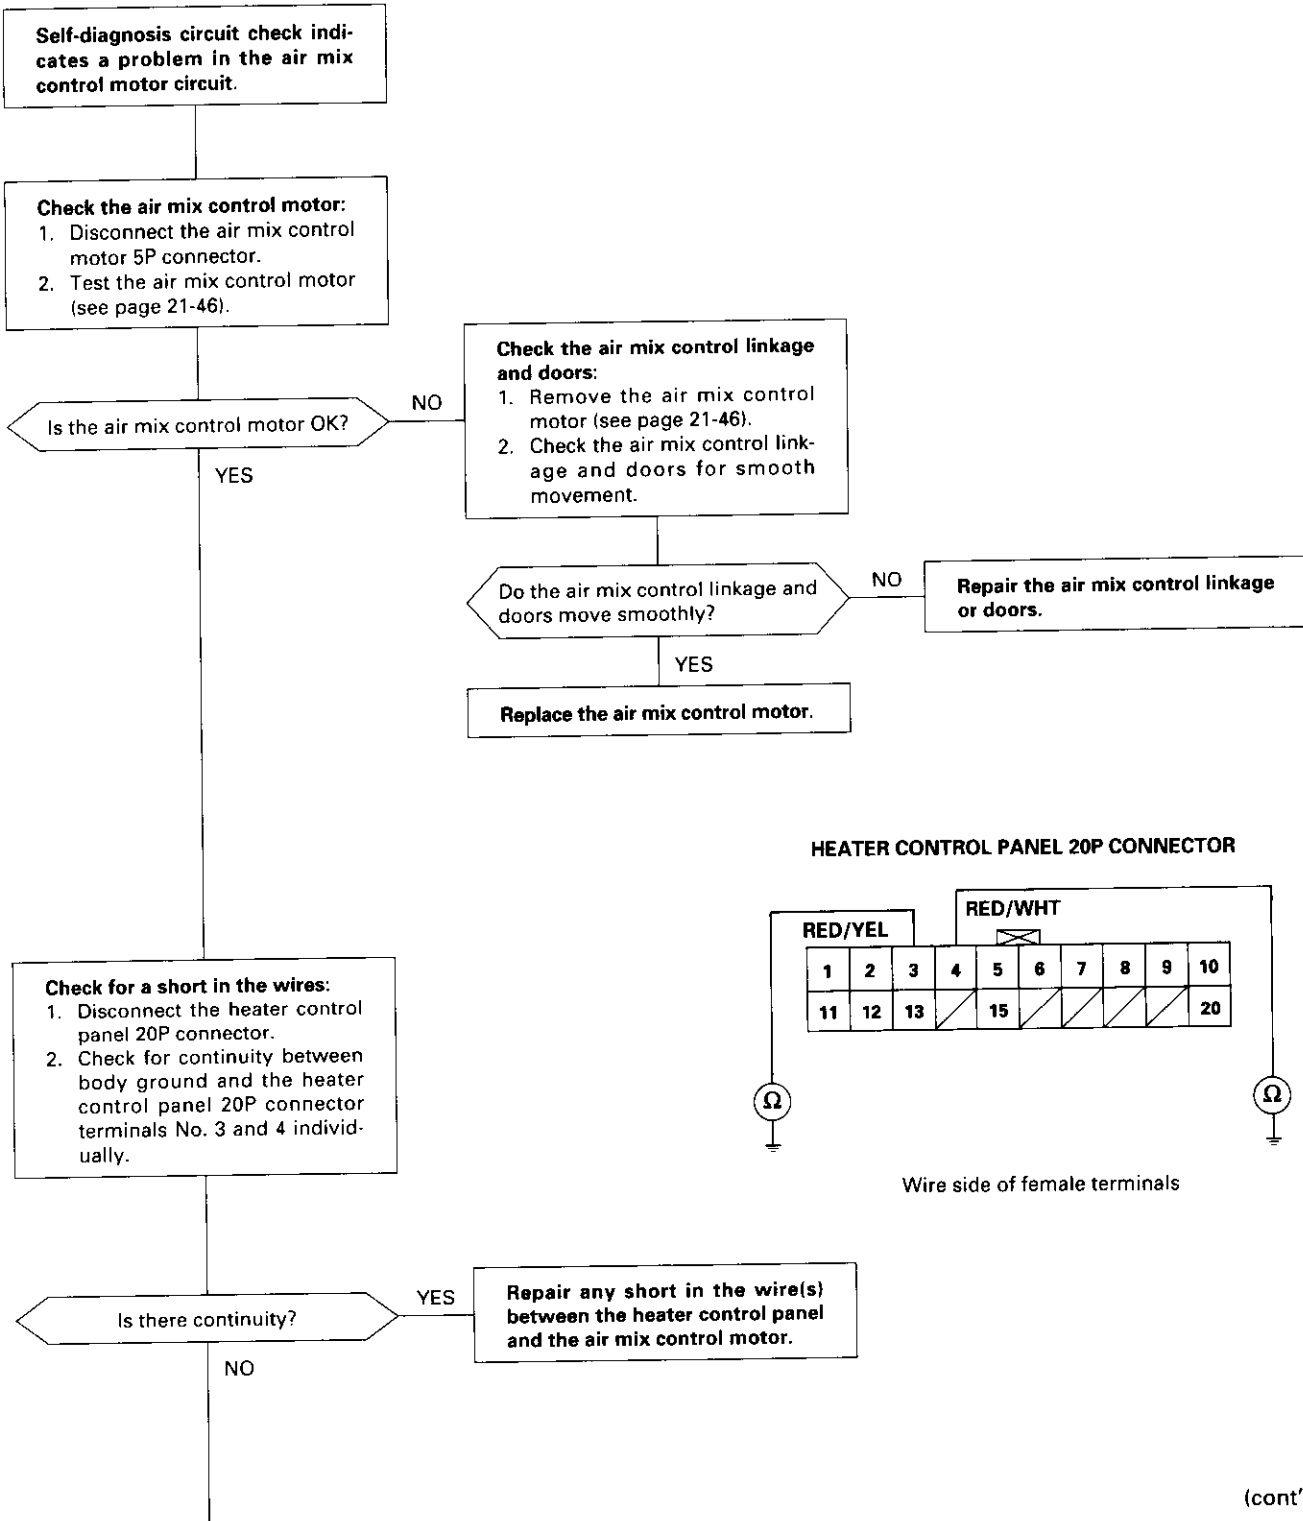 Self-diagnosis circuit check indi-
cates a problem in the air mix
control motor circuit.
Check the air mix control motor:
1. Disconnect the air mix control
motor 5P connector.
2. Test the air mix control motor
(see page 21-46).
Is the air mix control motor OK?
NO
YES
Check the air mix control linkage
and doors:
1. Remove the air mix control
motor (see page 21-46).
2. Check the air mix control link-
age and doors for smooth
movement.
Do the air mix control linkage and
doors move smoothly?
NO
Repair the air mix control linkage
or doors.
YES
Replace the air mix control motor.
HEATER CONTROL PANEL 20P CONNECTOR
RED/WHT
RED/YEL
1 2 3 4 5 6 7 8 9 10
11 12 13 15 20
Ω Ω
Wire side of female terminals
Check for a short in the wires:
1. Disconnect the heater control
panel 20P connector.
2. Check for continuity between
body ground and the heater
control panel 20P connector
terminals No. 3 and 4 individ-
ually.
Is there continuity?
YES
Repair any short in the wire(s)
between the heater control panel
and the air mix control motor.
NO
(cont'